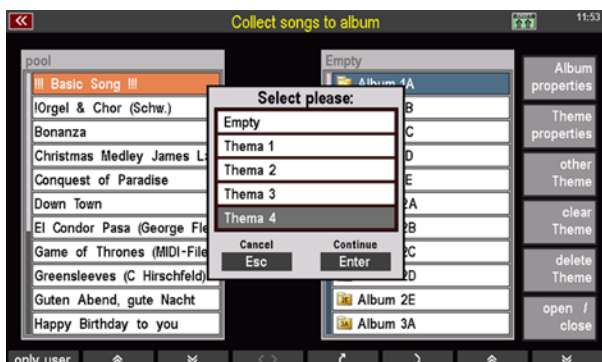 Collect songs to album
11:53
pool
!!! Basic Song !!!
!Orgel & Chor (Schw.)
Bonanza
Christmas Medley James L
Conquest of Paradise
Down Town
El Condor Pasa (George Fle
Game of Thrones (MIDI-File
Greensleeves (C Hirschfeld)
Guten Abend, gute Nacht
Happy Birthday to you
Select please:
Empty
Thema 1
Thema 2
Thema 3
Thema 4
Cancel
Esc
Continue
Enter
Empty
Album 1A
B
C
D
E
2A
2B
2C
2D
Album 2E
Album 3A
Album
properties
Theme
properties
other
Theme
clear
Theme
delete
Theme
open /
close
only user